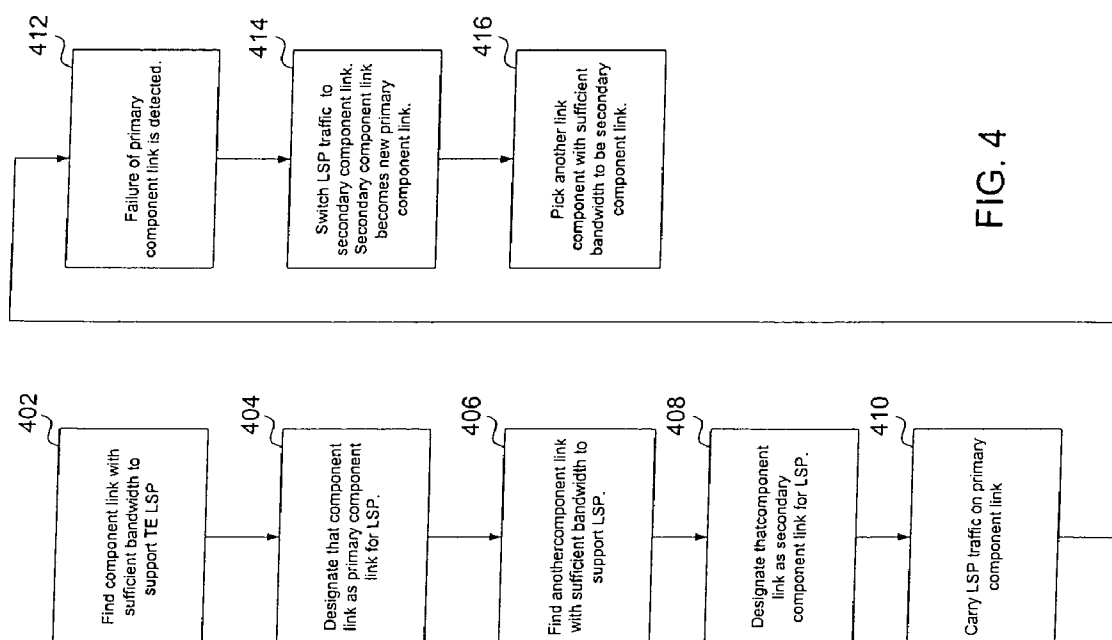 402
Find component link with
sufficient bandwidth to
support TE LSP
404
Designate that component
link as primary component
link for LSP.
406
Find anothercomponent link
with sufficient bandwidth to
support LSP.
408
Designate thatcomponent
link as secondary
component link for LSP.
410
Carry LSP traffic on primary
component link
412
Failure of primary
component link is detected.
414
Switch LSP traffic to
secondary component link.
Secondary component link
becomes new primary
component link.
416
Pick another link
component with sufficient
bandwidth to be secondary
component link.
FIG. 4